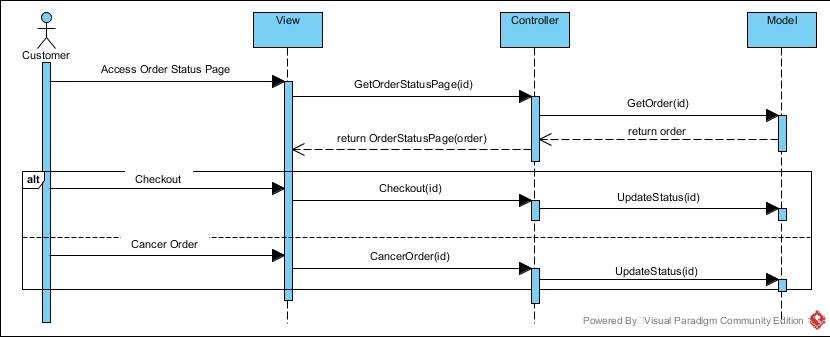 View
Controller
Model
Customer
Access Order Status Page
GetOrderStatusPage(id)
GetOrder(id)
return order
return OrderStatusPage(order)
alt
Checkout
Checkout(id)
UpdateStatus(id)
Cancer Order
CancerOrder(id)
UpdateStatus(id)
Powered By Visual Paradigm Community Edition